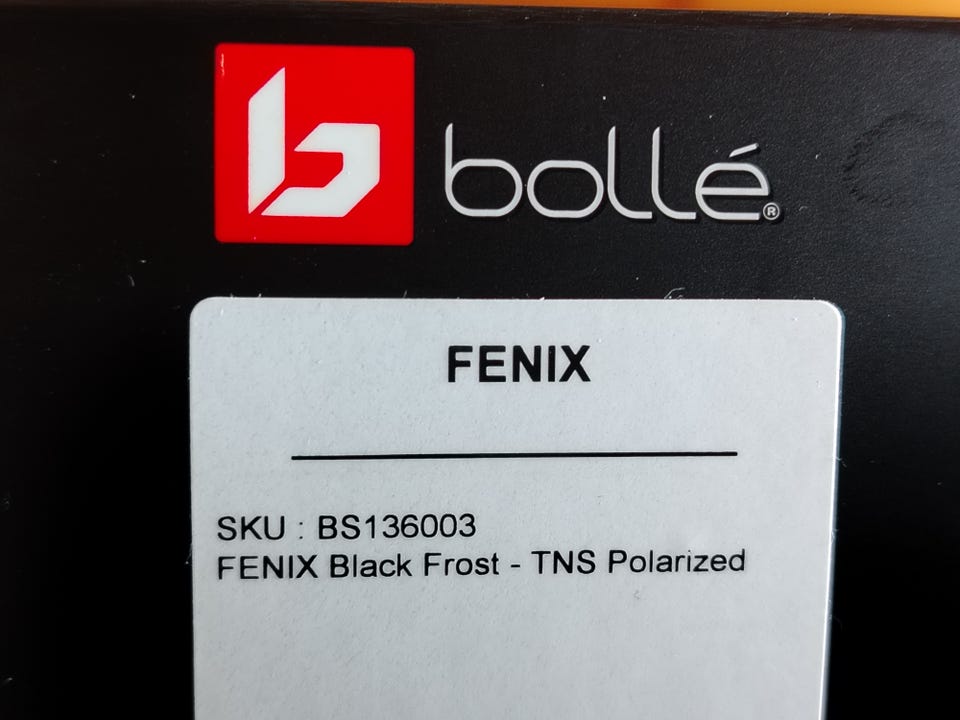 bollé®
FENIX
SKU : BS136003
FENIX Black Frost - TNS Polarized